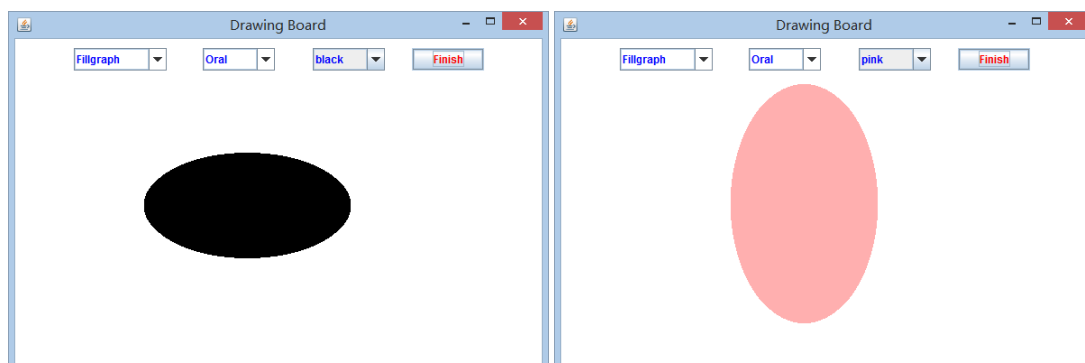 Drawing Board
Fillgraph Oral black Finish
Drawing Board
Fillgraph Oral pink Finish